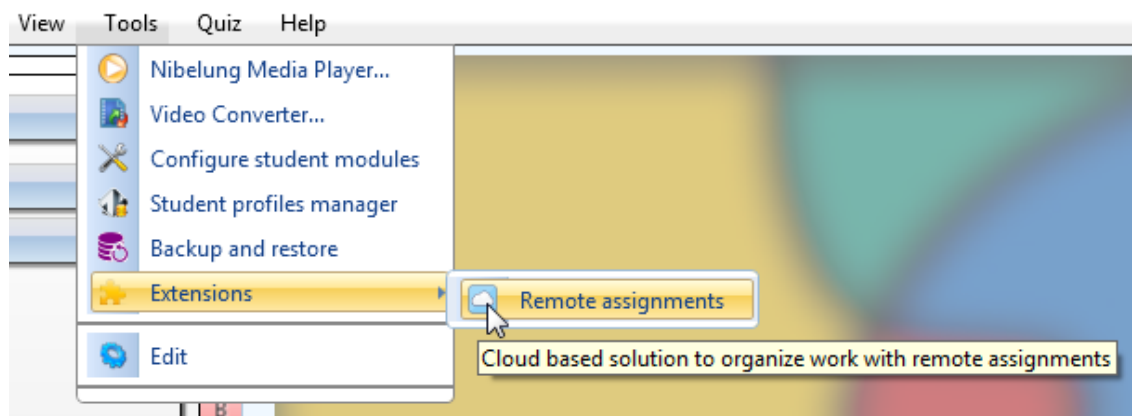 View Tools Quiz Help
Nibelung Media Player...
Video Converter...
Configure student modules
Student profiles manager
Backup and restore
Extensions
Remote assignments
Edit
Cloud based solution to organize work with remote assignments